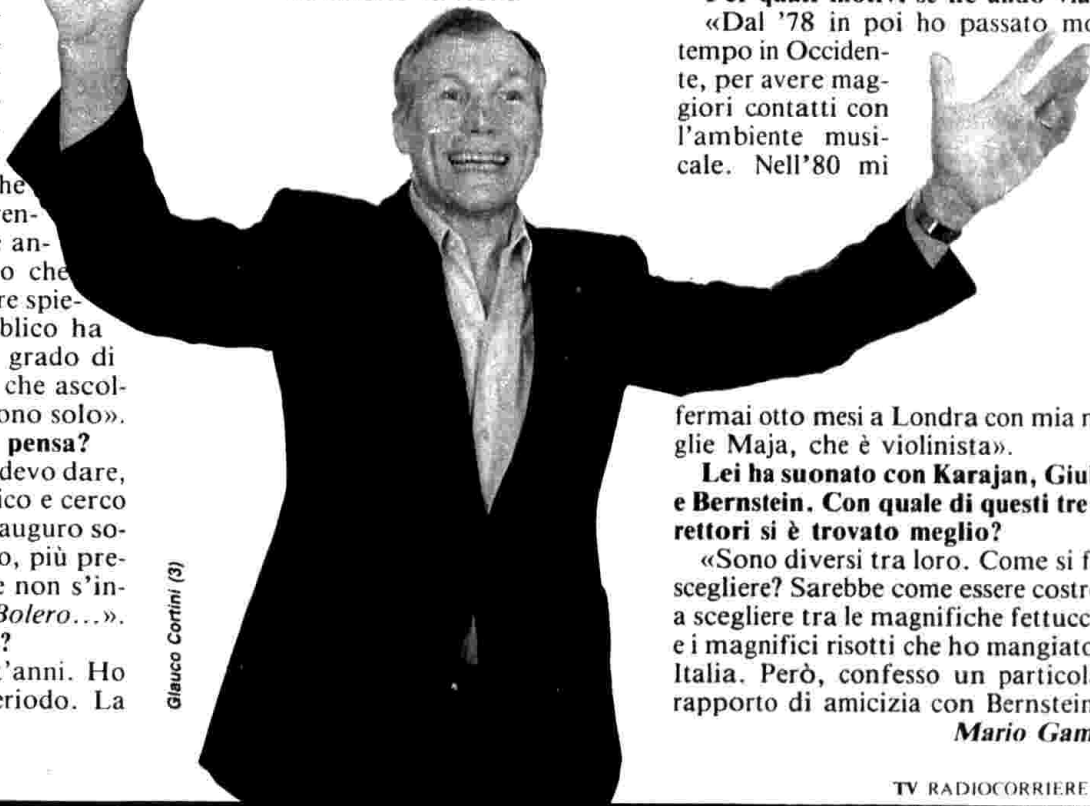 he
en-
an-
o che
re spie-
blico ha
grado di
che ascol-
ono solo».
pensa?
devo dare,
ico e cerco
auguro so-
o, più pre-
e non s'in-
Bolero...».
?
t'anni. Ho
eriodo. La
Glauco Cortini (3)
«Dal '78 in poi ho passato mo
tempo in Occiden-
te, per avere mag-
giori contatti con
l'ambiente musi-
cale. Nell'80 mi
fermai otto mesi a Londra con mia m
glie Maja, che è violinista».
Lei ha suonato con Karajan, Giul
e Bernstein. Con quale di questi tre
rettori si è trovato meglio?
«Sono diversi tra loro. Come si f
scegliere? Sarebbe come essere costre
a scegliere tra le magnifiche fettucc
e i magnifici risotti che ho mangiato
Italia. Però, confesso un particola
rapporto di amicizia con Bernstein
Mario Gam
TV RADIOCORRIERE